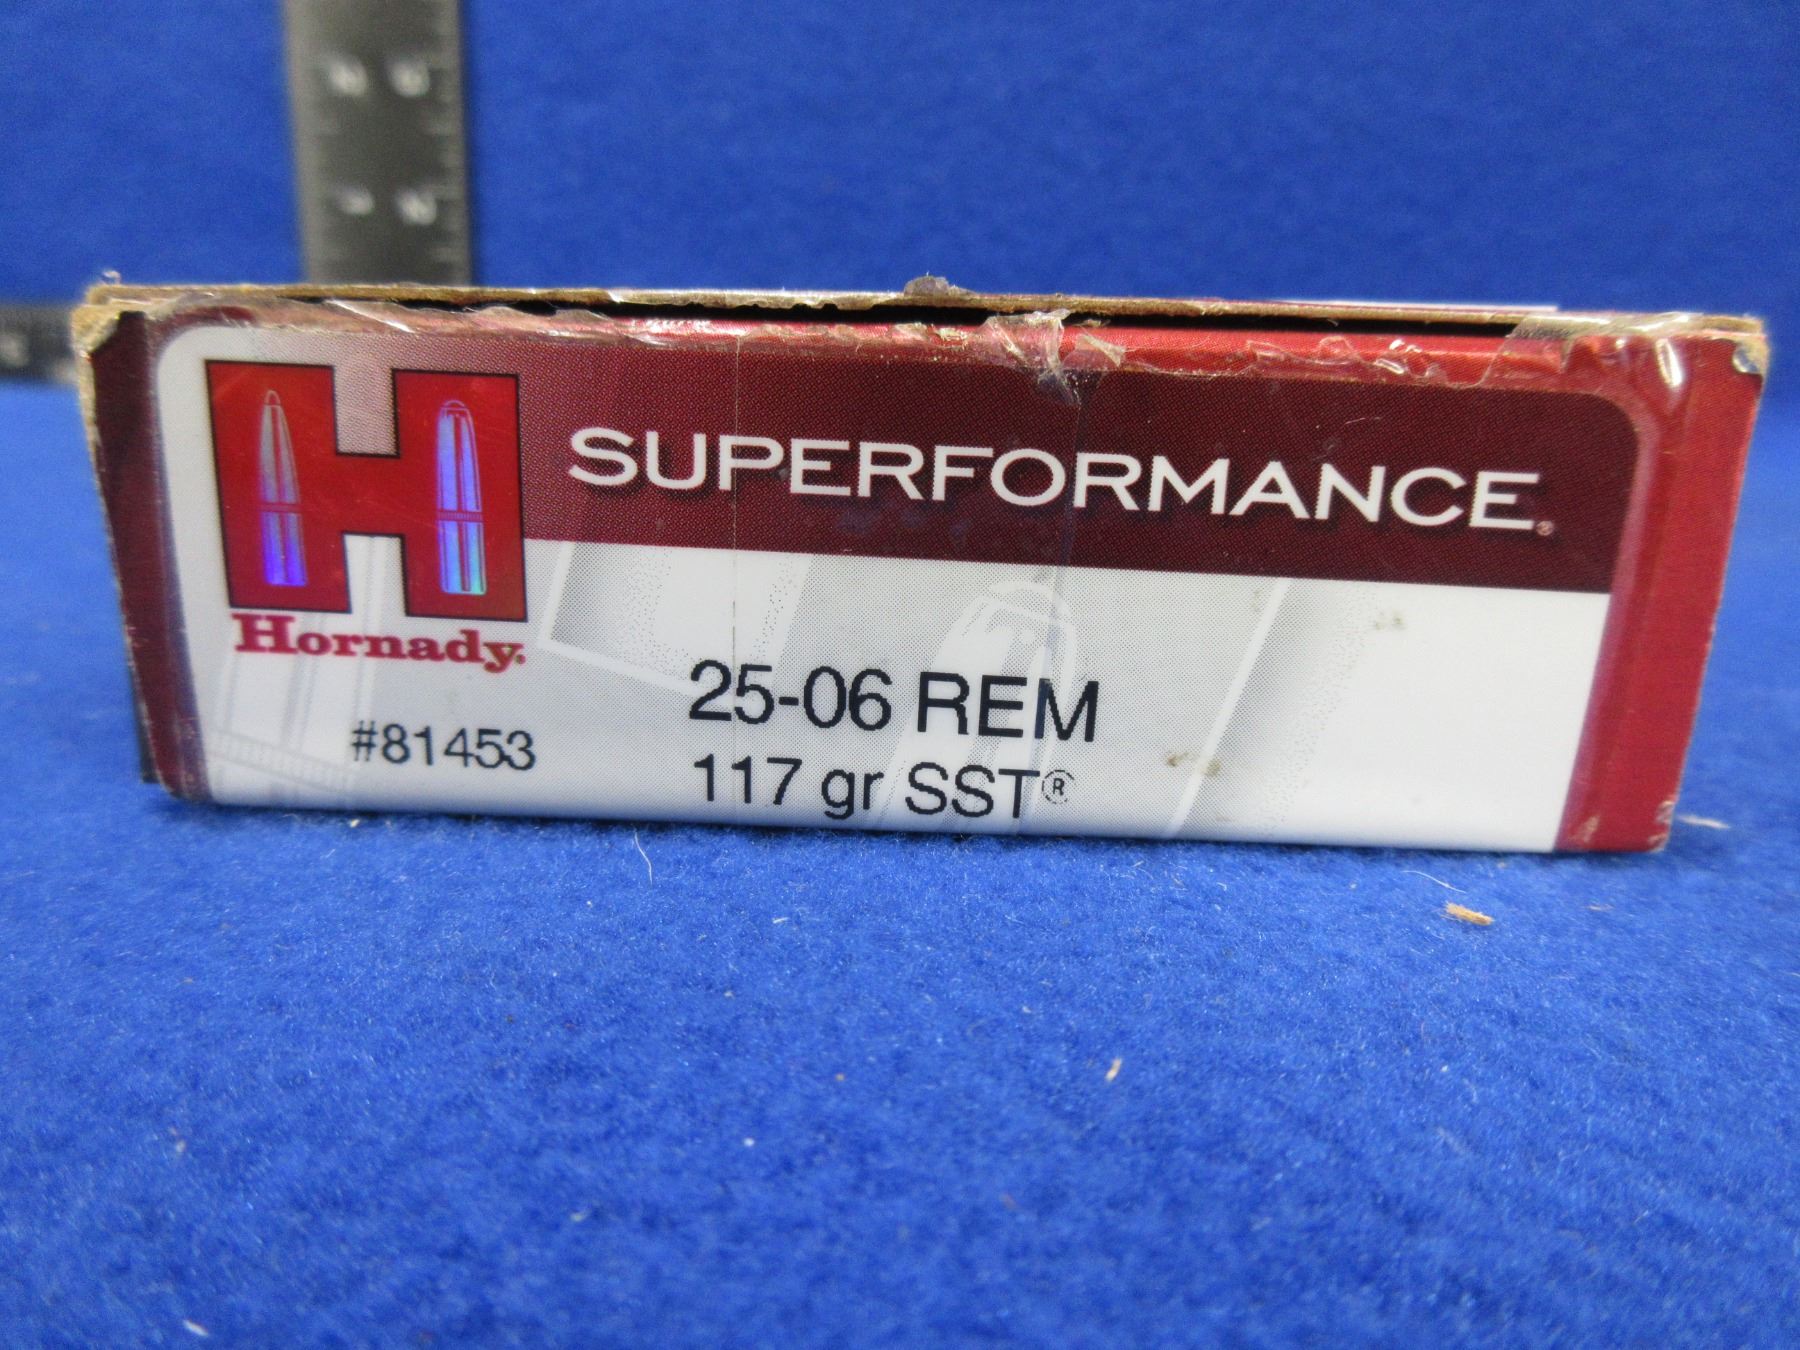 H
SUPERFORMANCE®
Hornady®
25-06 REM
#81453
117 gr SST®